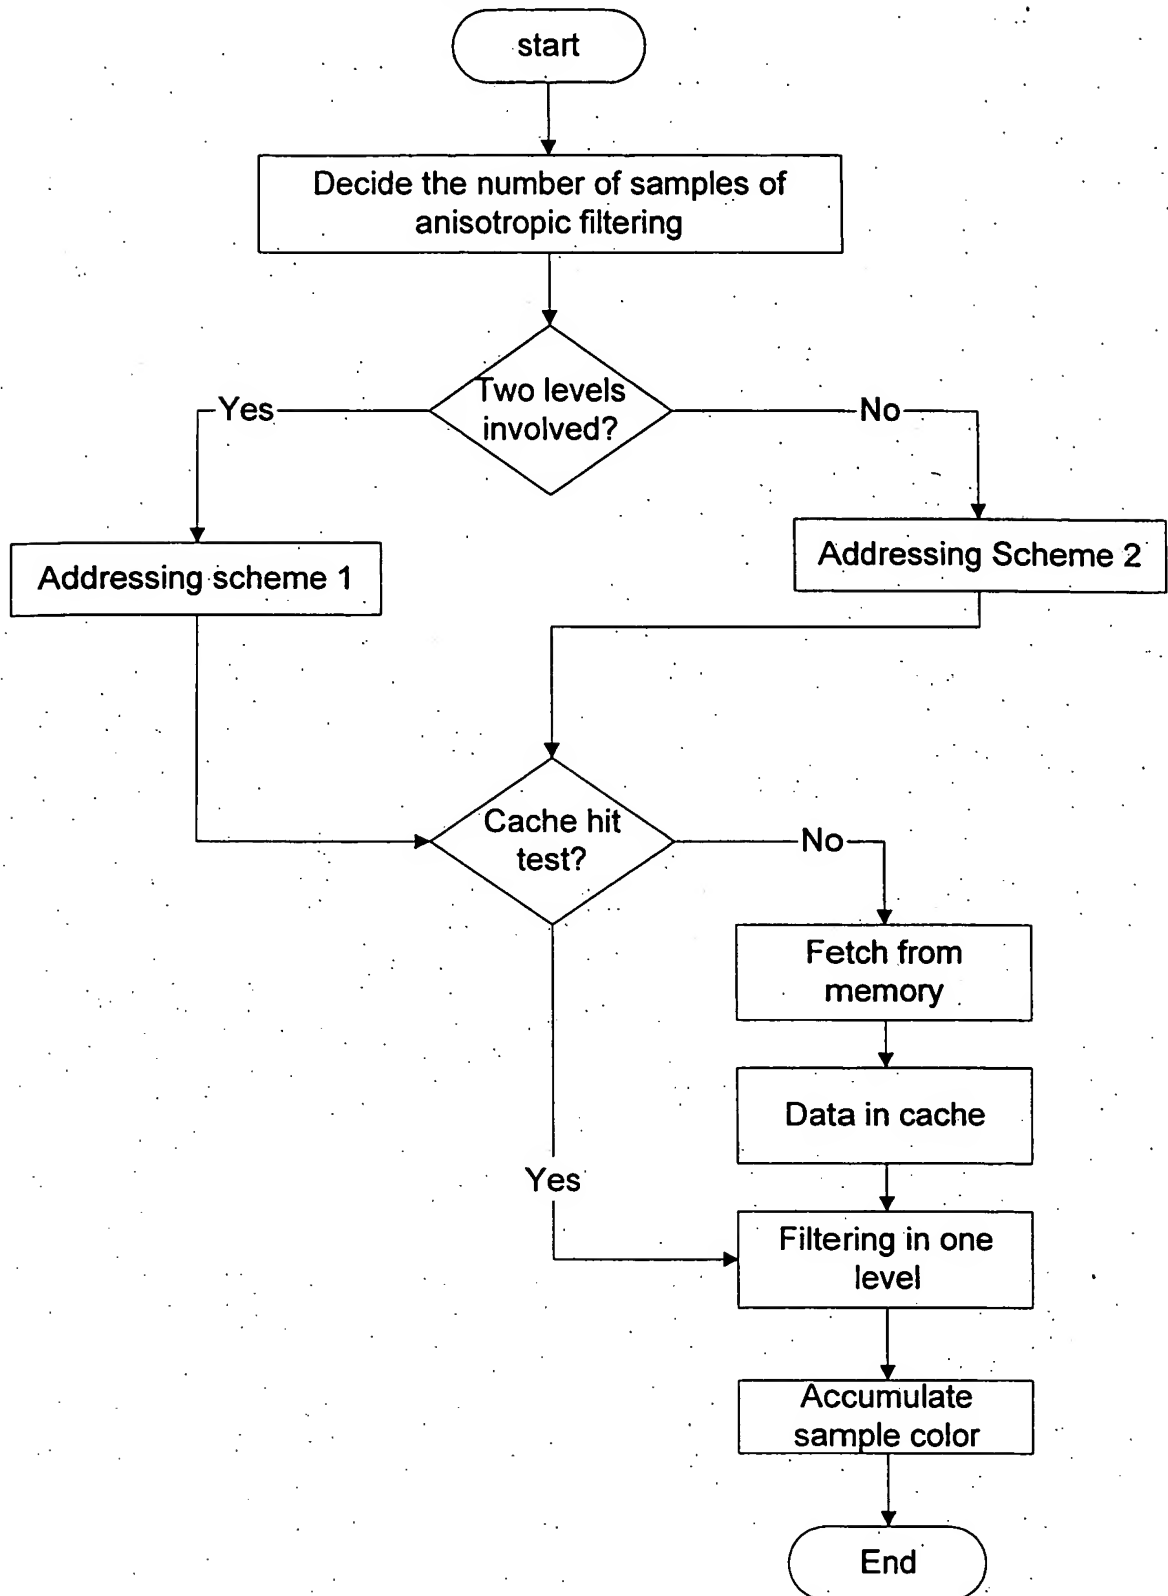 start
Decide the number of samples of
anisotropic filtering
Two levels
involved?
Yes
No
Addressing scheme 1
Addressing Scheme 2
Cache hit
test?
No
Fetch from
memory
Data in cache
Yes
Filtering in one
level
Accumulate
sample color
End